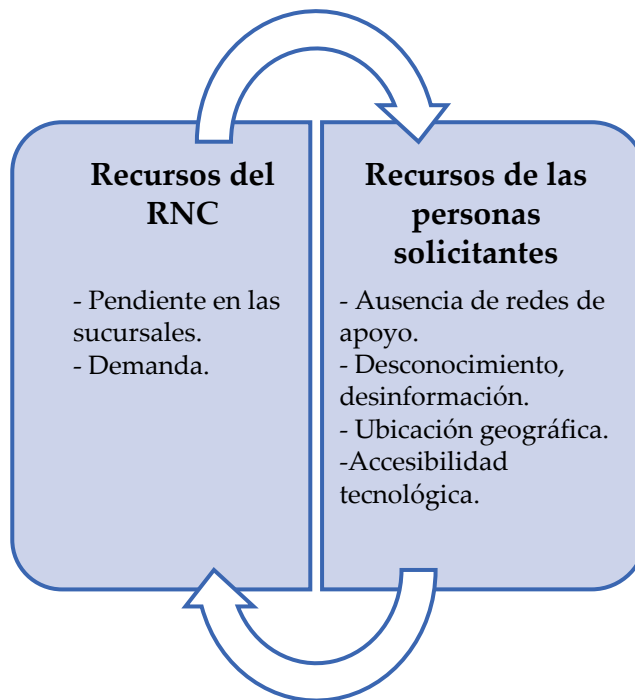 Recursos del
RNC
- Pendiente en las
sucursales.
- Demanda.
Recursos de las
personas
solicitantes
- Ausencia de redes de
apoyo.
- Desconocimiento,
desinformación.
- Ubicación geográfica.
-Accesibilidad
tecnológica.